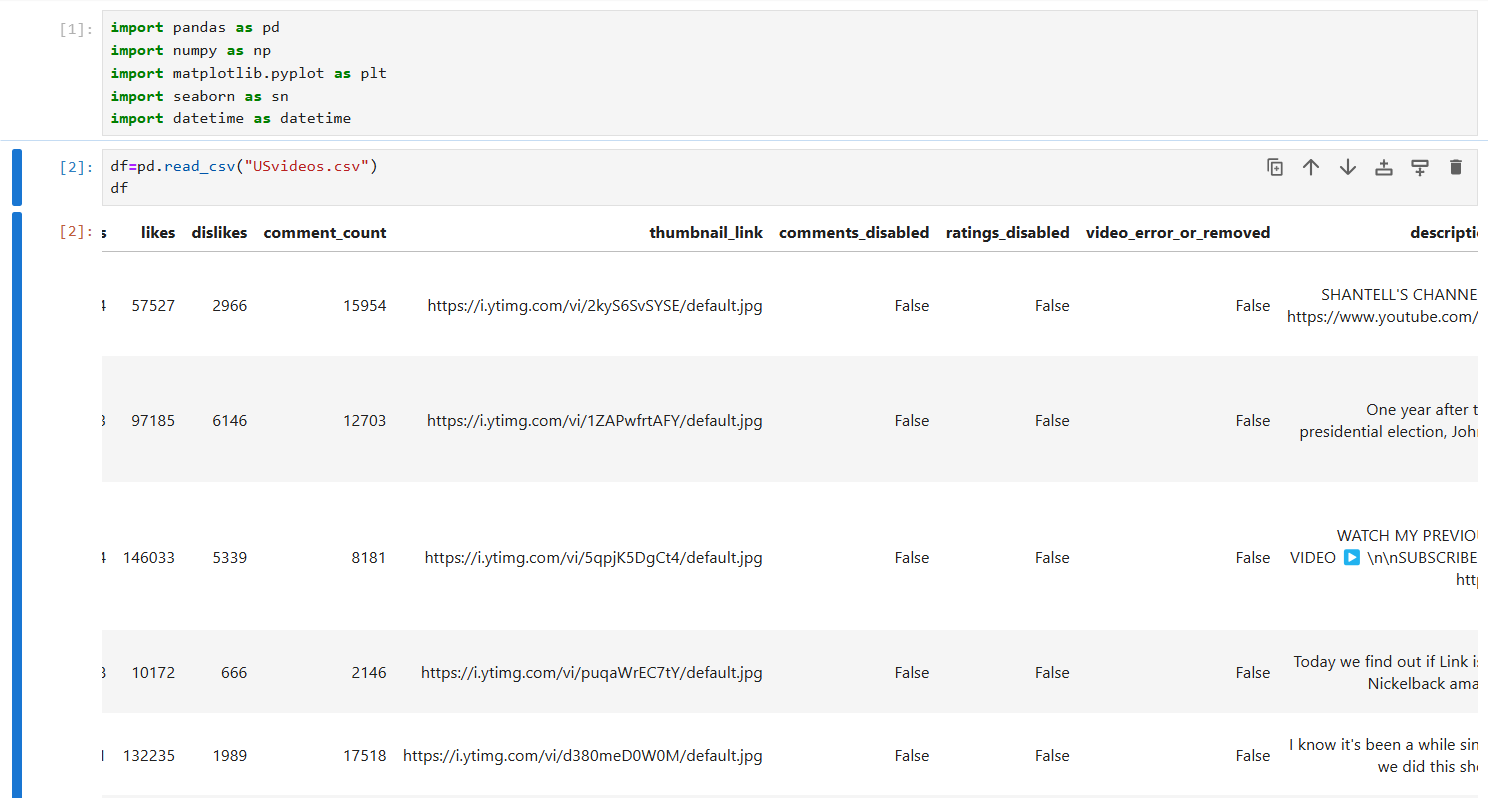 [1]:
import pandas as pd
import numpy as np
import matplotlib.pyplot as plt
import seaborn as sn
import datetime as datetime
[2]:
df=pd.read_csv("USvideos.csv")
df
[2]:
s likes dislikes comment_count thumbnail_link comments_disabled ratings_disabled video_error_or_removed descripti
4 57527 2966 15954 https://i.ytimg.com/vi/2kyS6SvSYSE/default.jpg False False False SHANTELL'S CHANNE
https://www.youtube.com/
3 97185 6146 12703 https://i.ytimg.com/vi/1ZAPwfrtAFY/default.jpg False False False One year after t
presidential election, Joh
4 146033 5339 8181 https://i.ytimg.com/vi/5qpjK5DgCt4/default.jpg False False False WATCH MY PREVIO
VIDEO ▶ \n\nSUBSCRIBE
http
3 10172 666 2146 https://i.ytimg.com/vi/puqaWrEC7tY/default.jpg False False False Today we find out if Link i
Nickelback ama
132235 1989 17518 https://i.ytimg.com/vi/d380meD0W0M/default.jpg False False False I know it's been a while sin
we did this sh